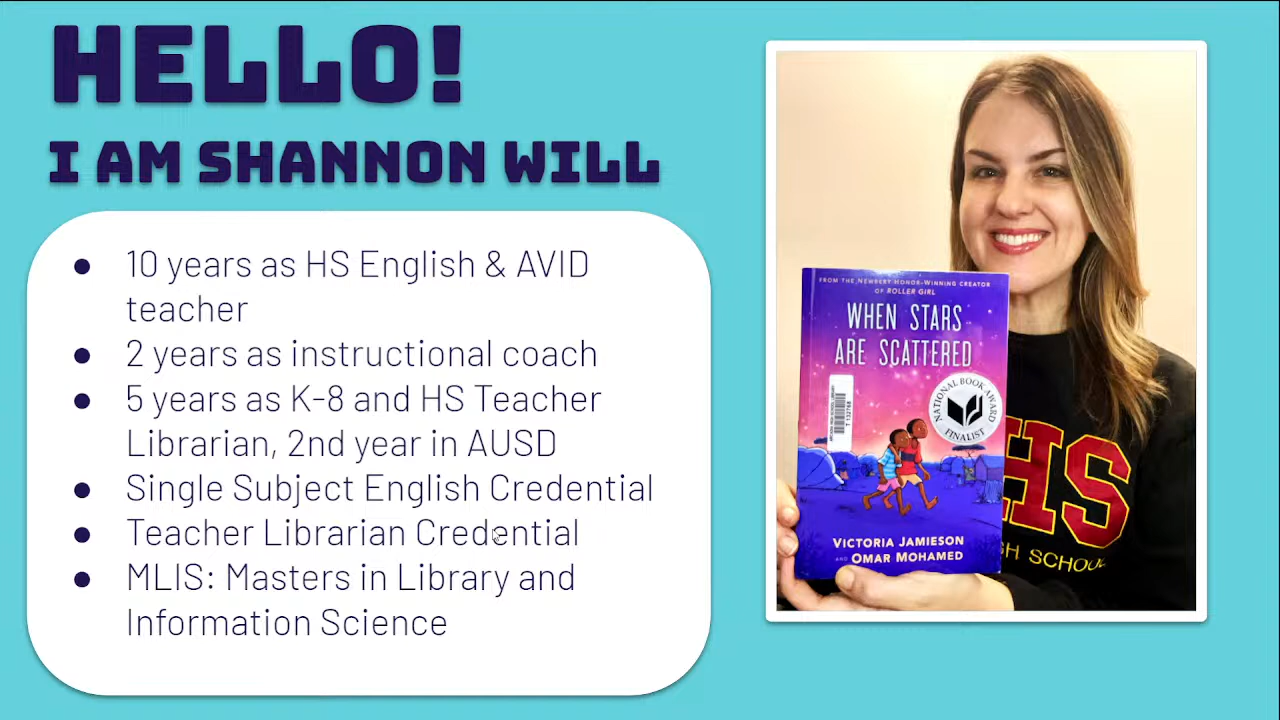 HELLO!
I AM SHANNON WILL
● 10 years as HS English & AVID
teacher
● 2 years as instructional coach
● 5 years as K-8 and HS Teacher
Librarian, 2nd year in AUSD
● Single Subject English Credential
● Teacher Librarian Credential
● MLIS: Masters in Library and
Information Science
FROM THE NEWBERY HONOR-WINNING CREATOR
OF ROLLER GIRL
WHEN STARS
ARE SCATTERED
NATIONAL BOOK AWARD
FINALIST
VICTORIA JAMIESON
AND OMAR MOHAMED
HS
GH SCHOOL